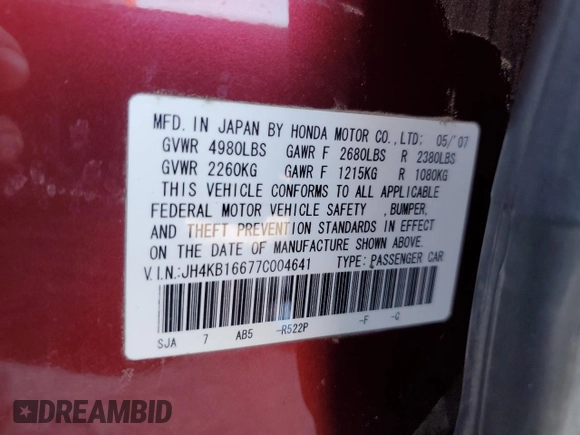 MFD. IN JAPAN BY HONDA MOTOR CO., LTD: 05/'07
GVWR 4980LBS GAWR F 2680LBS R 2380LBS
GVWR 2260KG GAWR F 1215KG R 1080KG
THIS VEHICLE CONFORMS TO ALL APPLICABLE
FEDERAL MOTOR VEHICLE SAFETY ,BUMPER,
AND THEFT PREVENTION STANDARDS IN EFFECT
ON THE DATE OF MANUFACTURE SHOWN ABOVE.
V.I.N:JH4KB16677C004641 TYPE: PASSENGER CAR
SJA 7 AB5 -R522P -F -C
DREAMBID